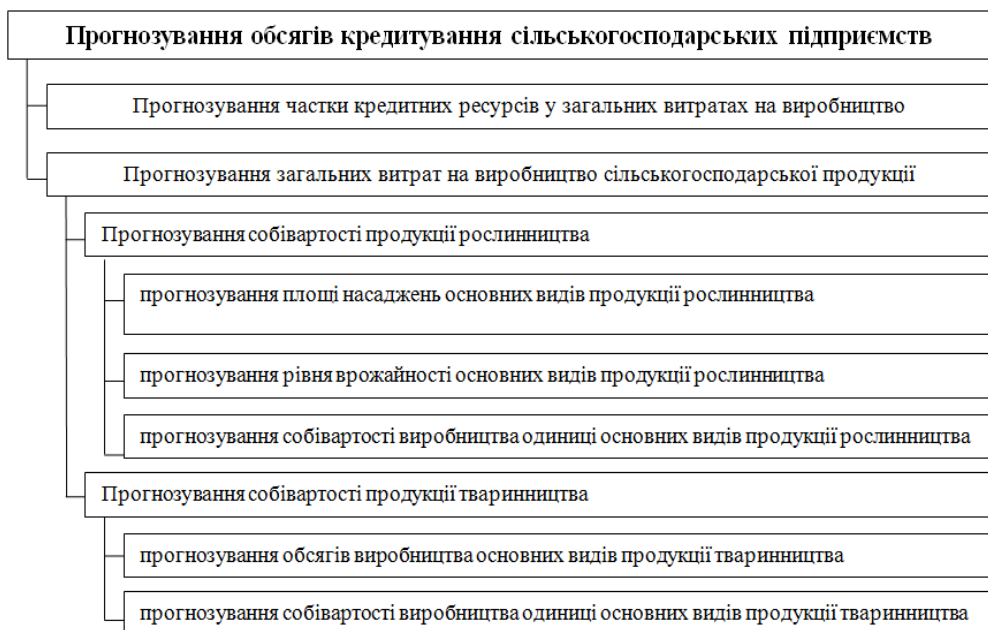 Прогнозування обсягів кредитування сільськогосподарських підприємств
Прогнозування частки кредитних ресурсів у загальних витратах на виробництво
Прогнозування загальних витрат на виробництво сільськогосподарської продукції
Прогнозування собівартості продукції рослинництва
прогнозування площі насаджень основних видів продукції рослинництва
прогнозування рівня врожайності основних видів продукції рослинництва
прогнозування собівартості виробництва одиниці основних видів продукції рослинництва
Прогнозування собівартості продукції тваринництва
прогнозування обсягів виробництва основних видів продукції тваринництва
прогнозування собівартості виробництва одиниці основних видів продукції тваринництва